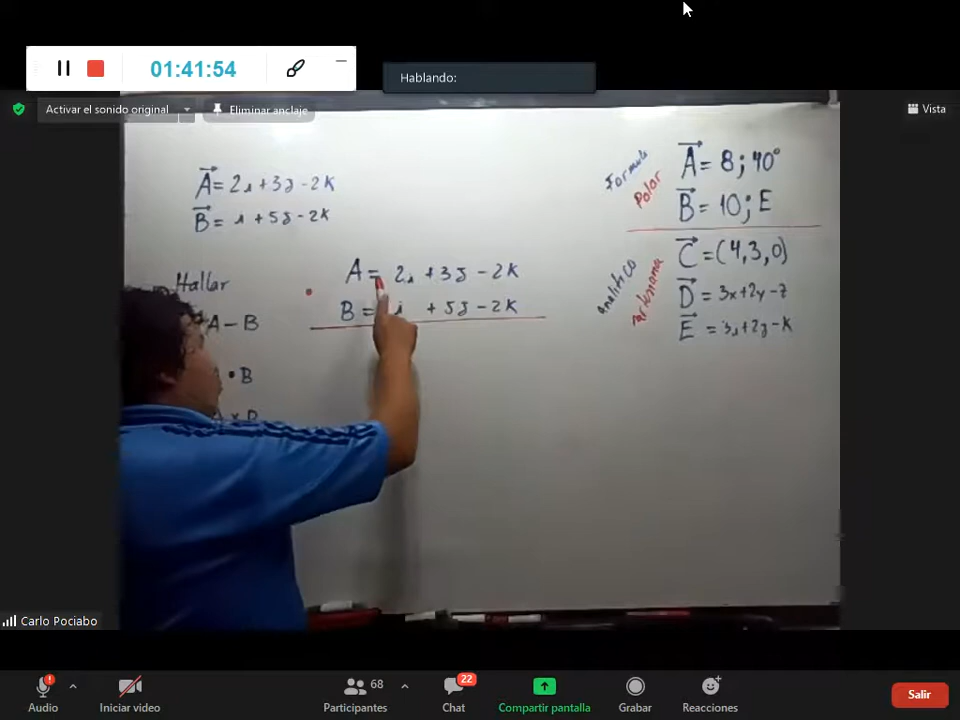 01:41:54
Hablando:
Activar el sonido original
Eliminar anclaje
Vista
A = 2i + 3j - 2k
B = i + 5j - 2k
Hallar
A - B
• B
A = 2i + 3j - 2k
B = i + 5j - 2k
Formula
Polar
A = 8 ; 40°
B = 10 ; E
Analitico
C = (4,3,0)
D = 3x+2y-z
E = 3i+2j-k
Carlo Pociabo
Audio
Iniciar video
68
Participantes
22
Chat
Compartir pantalla
Grabar
Reacciones
Salir